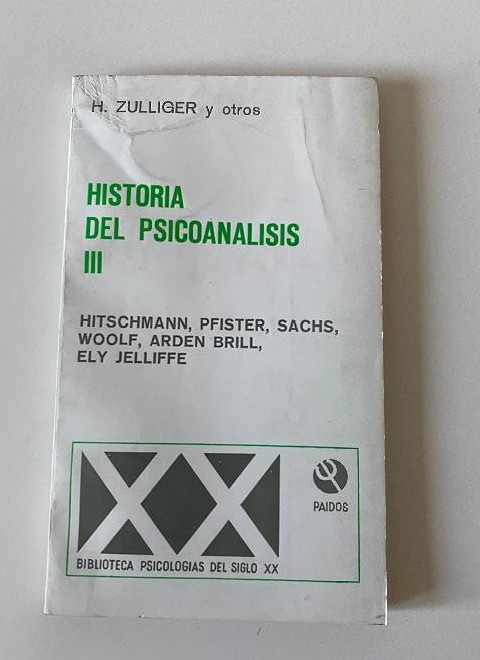 H. ZULLIGER y otros
HISTORIA
DEL PSICOANALISIS
III
HITSCHMANN, PFISTER, SACHS,
WOOLF, ARDEN BRILL,
ELY JELLIFFE
XX
PAIDOS
BIBLIOTECA PSICOLOGIAS DEL SIGLO XX